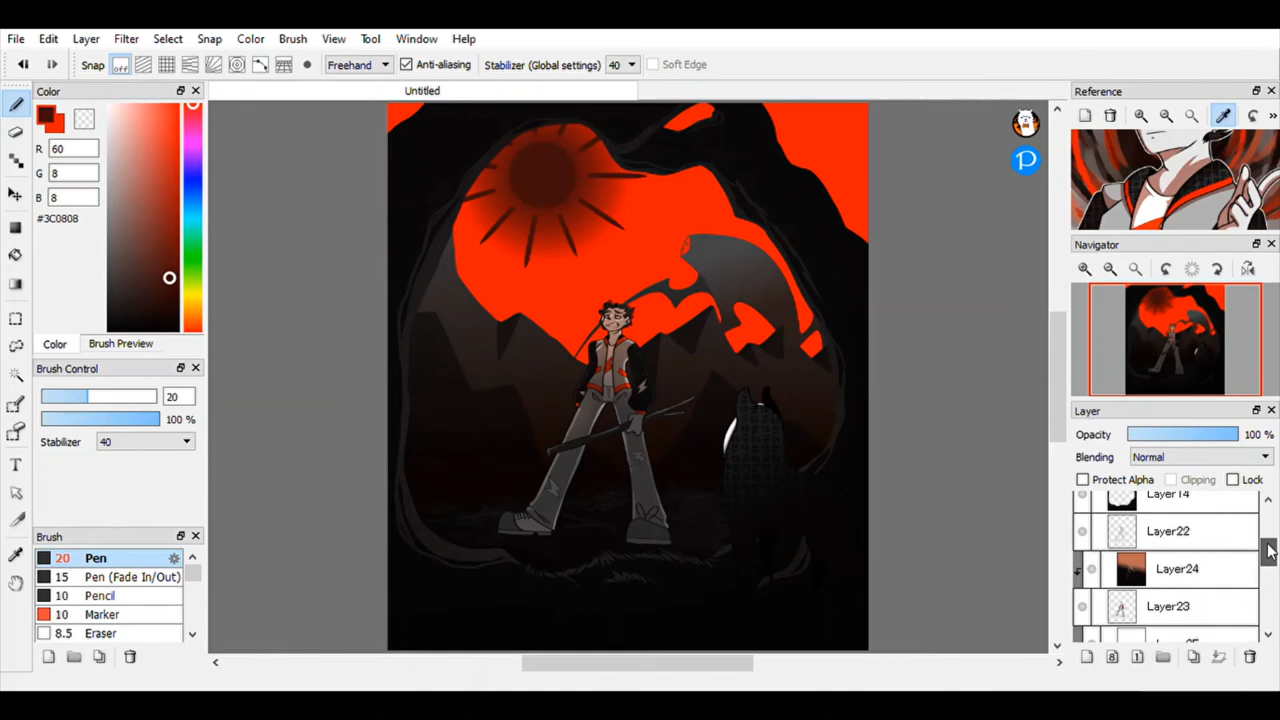 File Edit Layer Filter Select Snap Color Brush View Tool Window Help
Snap off Freehand Anti-aliasing Stabilizer (Global settings) 40 Soft Edge
Color
Untitled
Reference
R 60
G 8
B 8
#3C0808
Color Brush Preview
Brush Control
20
100 %
Stabilizer 40
Brush
20 Pen
15 Pen (Fade In/Out)
10 Pencil
10 Marker
8.5 Eraser
P
»
Navigator
Layer
Opacity 100 %
Blending Normal
Protect Alpha Clipping Lock
Layer14
Layer22
Layer24
Layer23
8 1